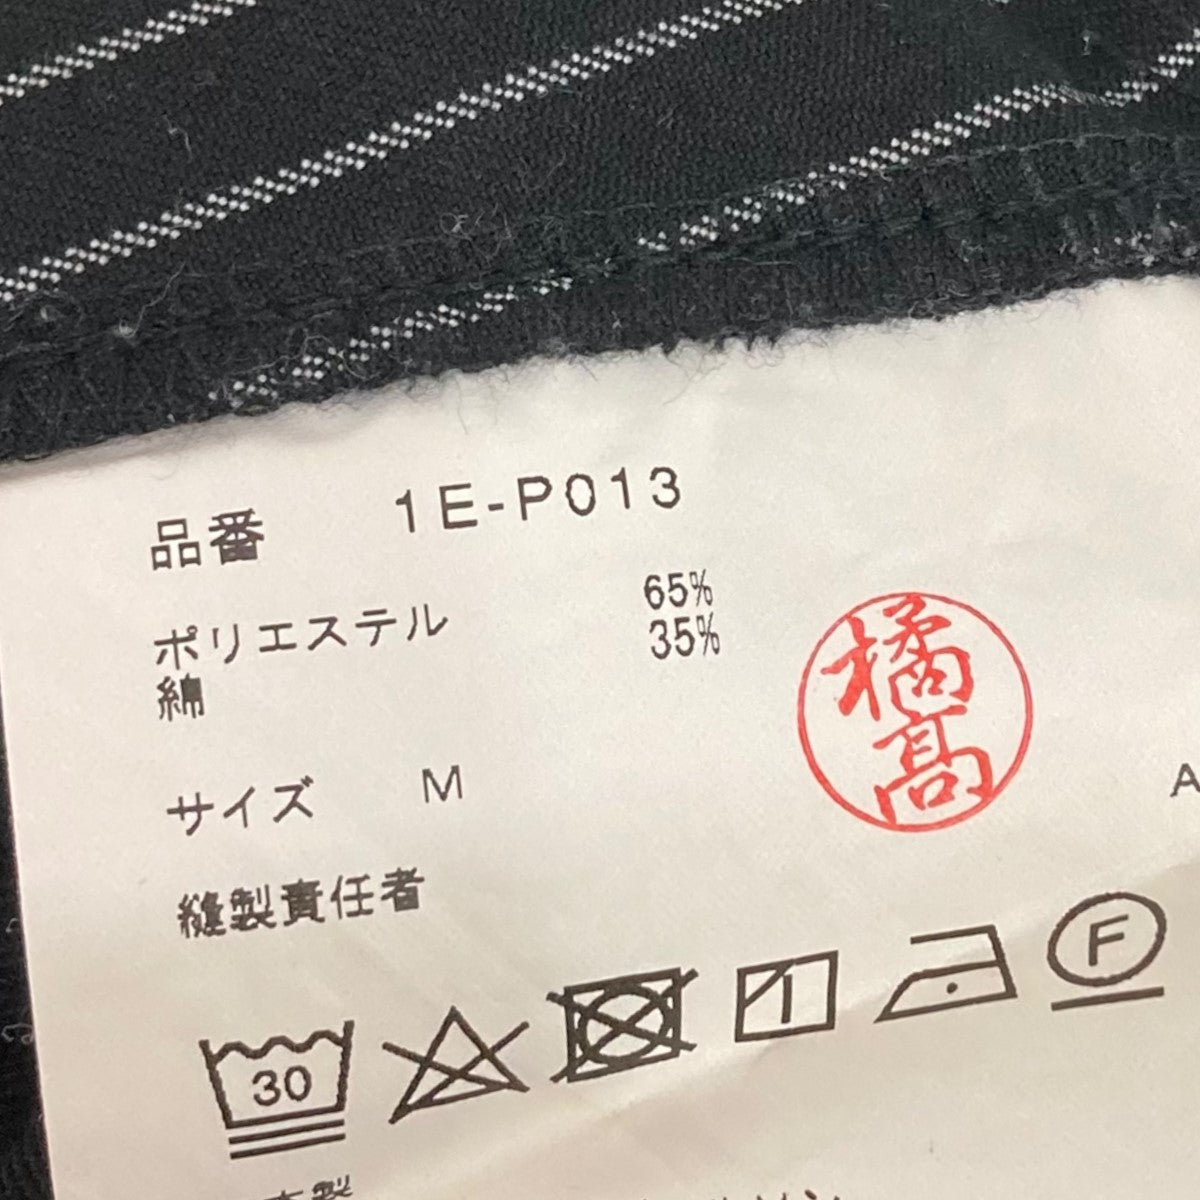 品番 1E-P013
ポリエステル 65%
綿 35%
橘高
サイズ M
A
縫製責任者
30
F